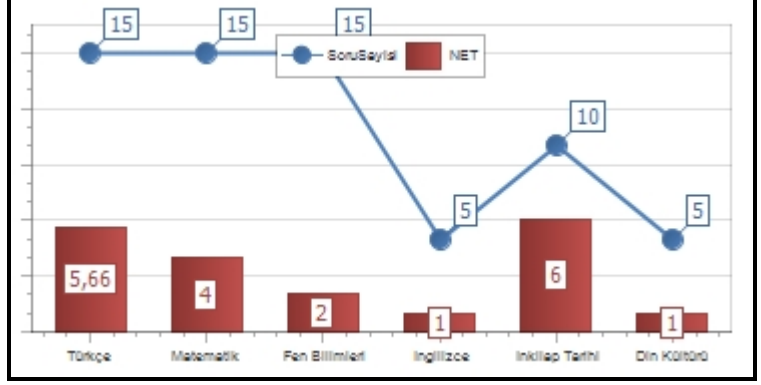 15
15
15
SoruSayisi
NET
10
5
5
5,66
4
2
1
6
1
Türkçe
Matematik
Fen Bilimleri
Ingilizce
Inkilap Tarihi
Din Kültürü